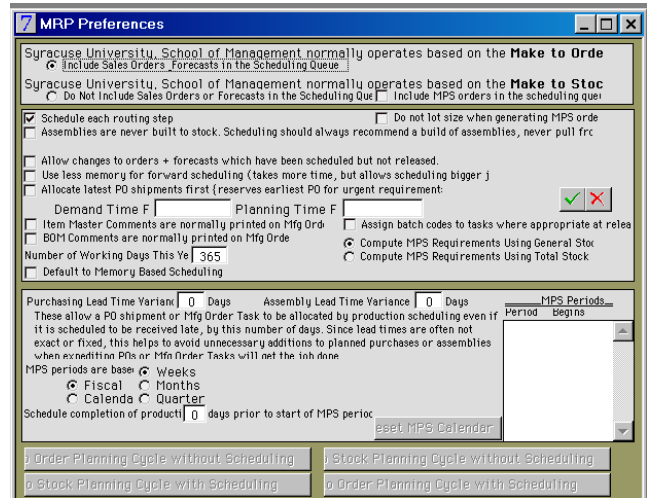 7 MRP Preferences
Syracuse University, School of Management normally operates based on the Make to Orde
Include Sales Orders Forecasts in the Scheduling Queue
Syracuse University, School of Management normally operates based on the Make to Stoc
Do Not Include Sales Orders or Forecasts in the Scheduling Que Include MPS orders in the scheduling que
Schedule each routing step Do not lot size when generating MPS orde
Assemblies are never built to stock. Scheduling should always recommend a build of assemblies, never pull frc
Allow changes to orders + forecasts which have been scheduled but not released.
Use less memory for forward scheduling (takes more time, but allows scheduling bigger j
Allocate latest PO shipments first {reserves earliest PO for urgent requirement:
Demand Time F Planning Time F
Item Master Comments are normally printed on Mfg Orde Assign batch codes to tasks where appropriate at relea
BOM Comments are normally printed on Mfg Orde
Compute MPS Requirements Using General Stoc
Number of Working Days This Ye 365 Compute MPS Requirements Using Total Stock
Default to Memory Based Scheduling
Purchasing Lead Time Varianc 0 Days Assembly Lead Time Variance 0 Days MPS Periods
Period Begins
These allow a PO shipment or Mfg Order Task to be allocated by production scheduling even if
it is scheduled to be received late, by this number of days. Since lead times are often not
exact or fixed, this helps to avoid unnecessary additions to planned purchases or assemblies
when expediting POs or Mfg Order Tasks will get the job done
MPS periods are base Weeks
Fiscal Months
Calenda Quarter
Schedule completion of producti 0 days prior to start of MPS perioc
eset MPS Calender
o Order Planning Cycle without Scheduling
o Stock Planning Cycle without Scheduling
o Stock Planning Cycle with Scheduling
o Order Planning Cycle with Scheduling